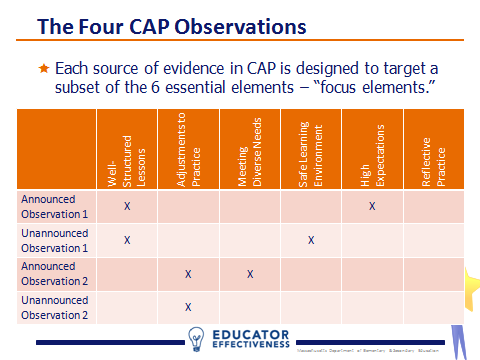 The Four CAP Observations
Each source of evidence in CAP is designed to target a
subset of the 6 essential elements – “focus elements.”
Well-
Structured
Lessons
Adjustments to
Practice
Meeting
Diverse Needs
Safe Learning
Environment
High
Expectations
Reflective
Practice
Announced
Observation 1
X
X
Unannounced
Observation 1
X
X
Announced
Observation 2
X
X
Unannounced
Observation 2
X
EDUCATOR
EFFECTIVENESS
Massachusetts Department of Elementary & Secondary Education